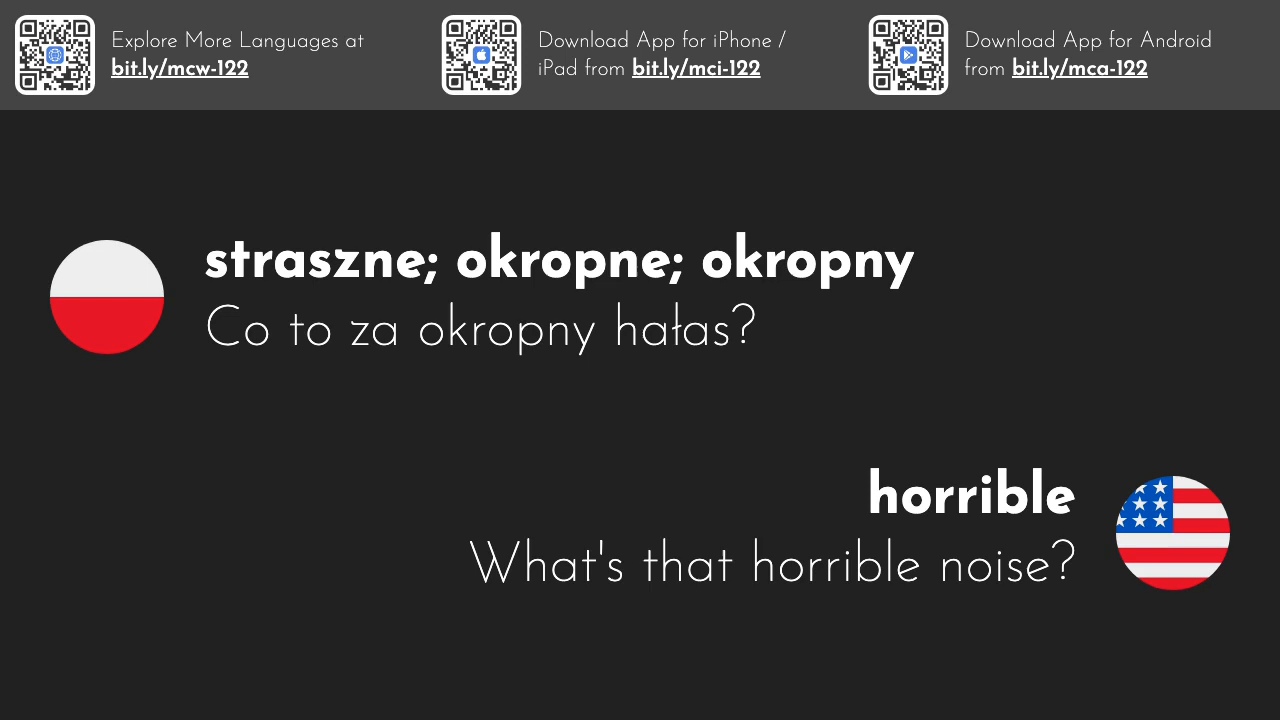 Explore More Languages at
bit.ly/mcw-122
Download App for iPhone /
iPad from bit.ly/mci-122
Download App for Android
from bit.ly/mca-122
straszne; okropne; okropny
Co to za okropny hałas?
horrible
What's that horrible noise?